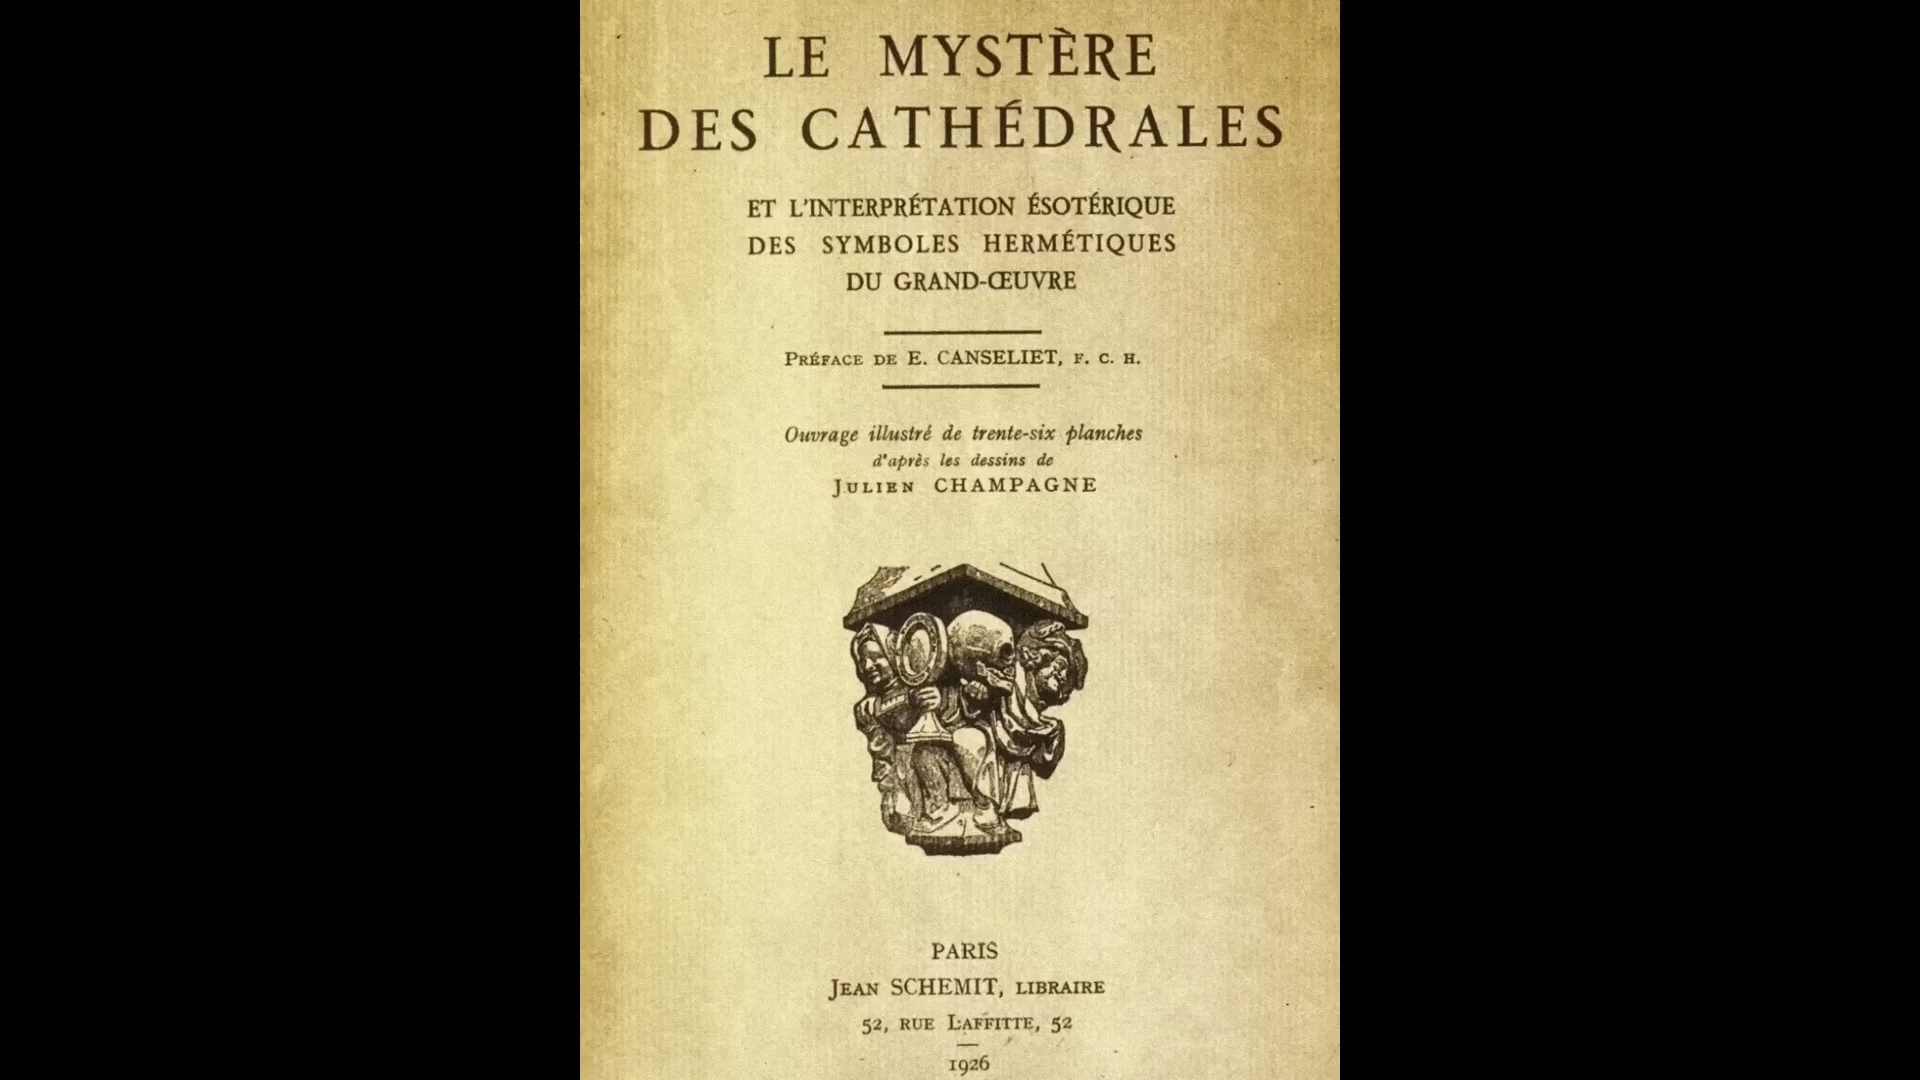 LE MYSTÈRE
DES CATHÉDRALES
ET L'INTERPRÉTATION ÉSOTÉRIQUE
DES SYMBOLES HERMÉTIQUES
DU GRAND-ŒUVRE
PRÉFACE DE E. CANSELIET, F. C. H.
Ouvrage illustré de trente-six planches
d'après les dessins de
JULIEN CHAMPAGNE
PARIS
JEAN SCHEMIT, LIBRAIRE
52, RUE LAFFITTE, 52
1926